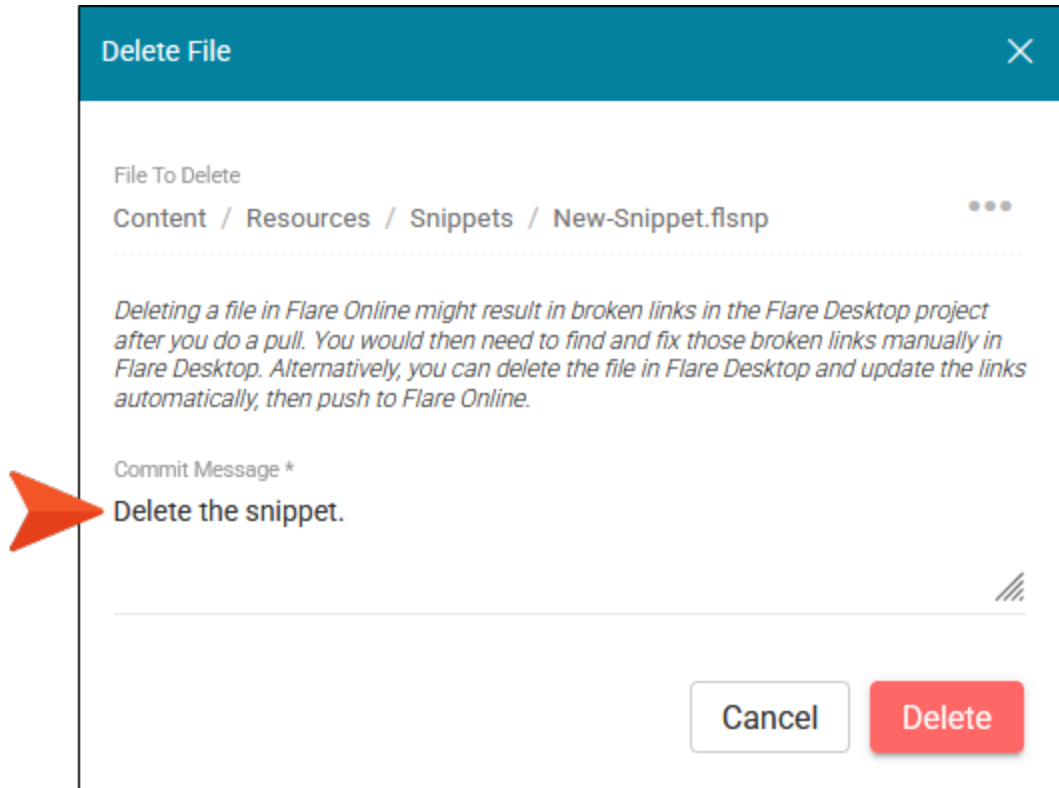 Delete File
File To Delete
Content / Resources / Snippets / New-Snippet.flsnp
Deleting a file in Flare Online might result in broken links in the Flare Desktop project
after you do a pull. You would then need to find and fix those broken links manually in
Flare Desktop. Alternatively, you can delete the file in Flare Desktop and update the links
automatically, then push to Flare Online.
Commit Message *
Delete the snippet.
Cancel Delete